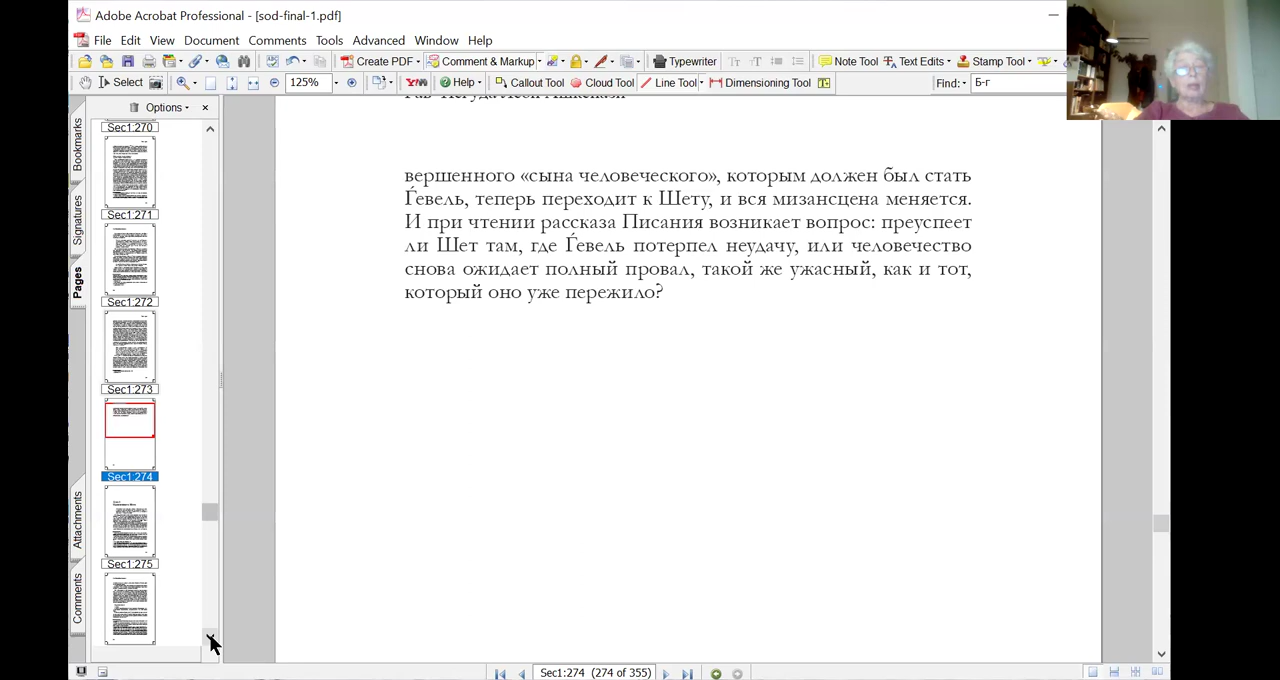 Adobe Acrobat Professional - [sod-final-1.pdf]
File Edit View Document Comments Tools Advanced Window Help
Create PDF Comment & Markup Typewriter Note Tool Text Edits Stamp Tool
Select 125% Help Callout Tool Cloud Tool Line Tool Dimensioning Tool Find: Б-г
Options
Bookmarks
Signatures
Pages
Attachments
Comments
Sec1:270
Sec1:271
Sec1:272
Sec1:273
Sec1:274
Sec1:275
вершенного «сына человеческого», которым должен был стать
Ѓевель, теперь переходит к Шету, и вся мизансцена меняется.
И при чтении рассказа Писания возникает вопрос: преуспеет
ли Шет там, где Ѓевель потерпел неудачу, или человечество
снова ожидает полный провал, такой же ужасный, как и тот,
который оно уже пережило?
Sec1:274 (274 of 355)